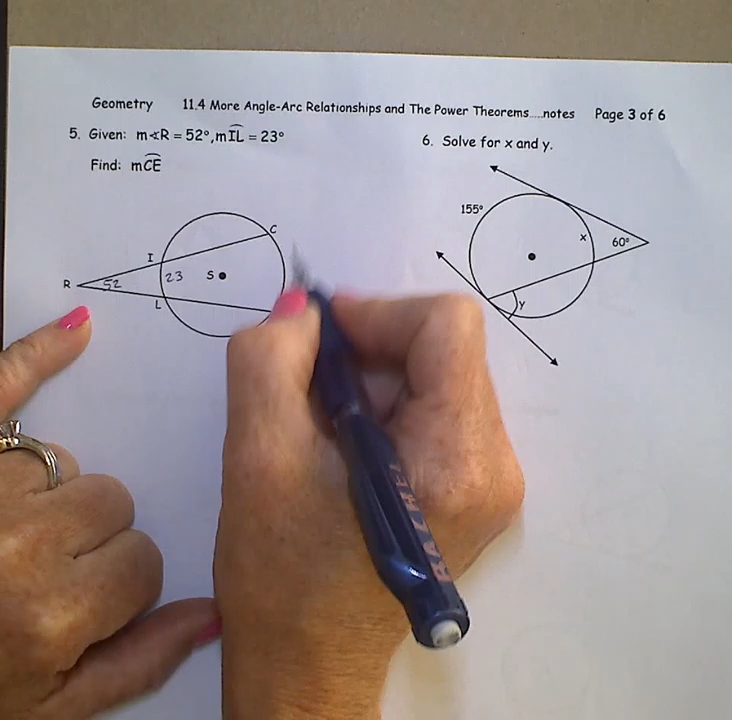 Geometry 11.4 More Angle-Arc Relationships and The Power Theorems.....notes Page 3 of 6
5. Given: m∢R = 52°, mIL = 23°
6. Solve for x and y.
Find: mCE
155°
C
x
60°
I
R
52
23
S
L
y